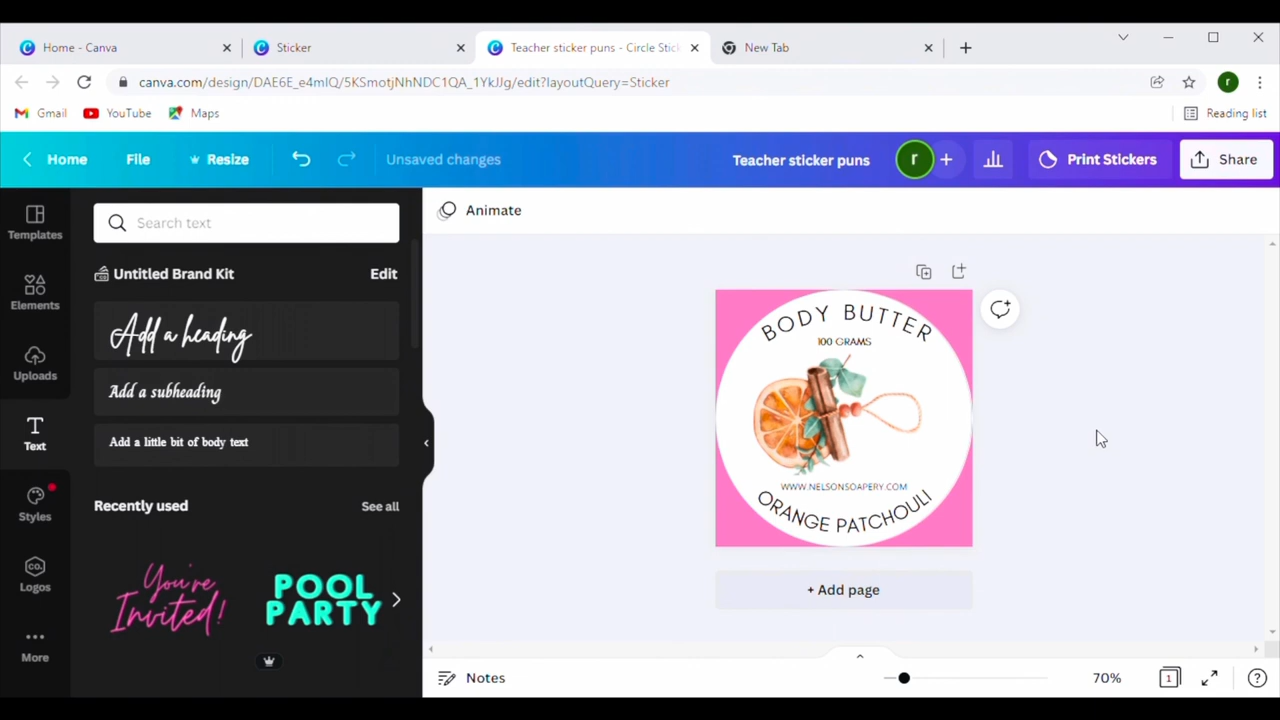 Home - Canva
Sticker
Teacher sticker puns - Circle Stick
New Tab
canva.com/design/DAE6E_e4mIQ/5KSmotjNhNDC1QA_1YkJJg/edit?layoutQuery=Sticker
r
Gmail
YouTube
Maps
Reading list
Home
File
Resize
Unsaved changes
Teacher sticker puns
r
Print Stickers
Share
Templates
Elements
Uploads
Text
Styles
CO.
Logos
More
Search text
Untitled Brand Kit
Edit
Add a heading
Add a subheading
Add a little bit of body text
Recently used
See all
You're
Invited!
POOL
PARTY
Animate
BODY BUTTER
100 GRAMS
WWW.NELSONSOAPERY.COM
ORANGE PATCHOULI
+ Add page
Notes
70%
1
?